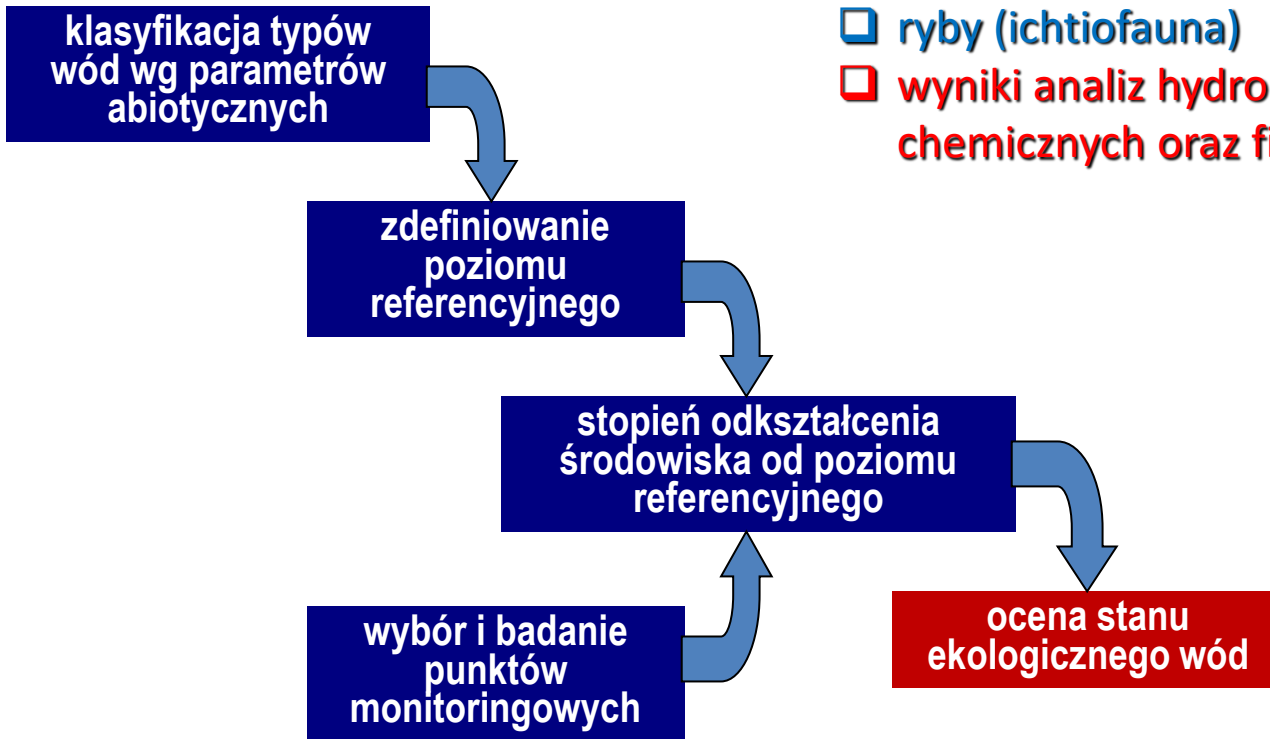 klasyfikacja typów
wód wg parametrów
abiotycznych
ryby (ichtiofauna)
wyniki analiz hydro
chemicznych oraz fi
zdefiniowanie
poziomu
referencyjnego
stopień odkształcenia
środowiska od poziomu
referencyjnego
wybór i badanie
punktów
monitoringowych
ocena stanu
ekologicznego wód